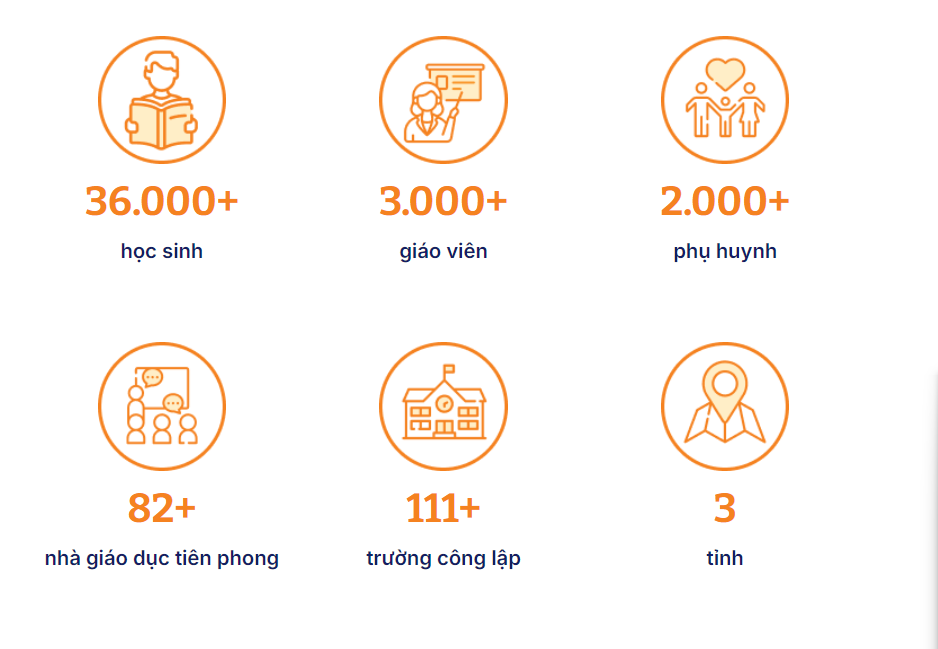 36.000+
học sinh
3.000+
giáo viên
2.000+
phụ huynh
82+
nhà giáo dục tiên phong
111+
trường công lập
3
tỉnh